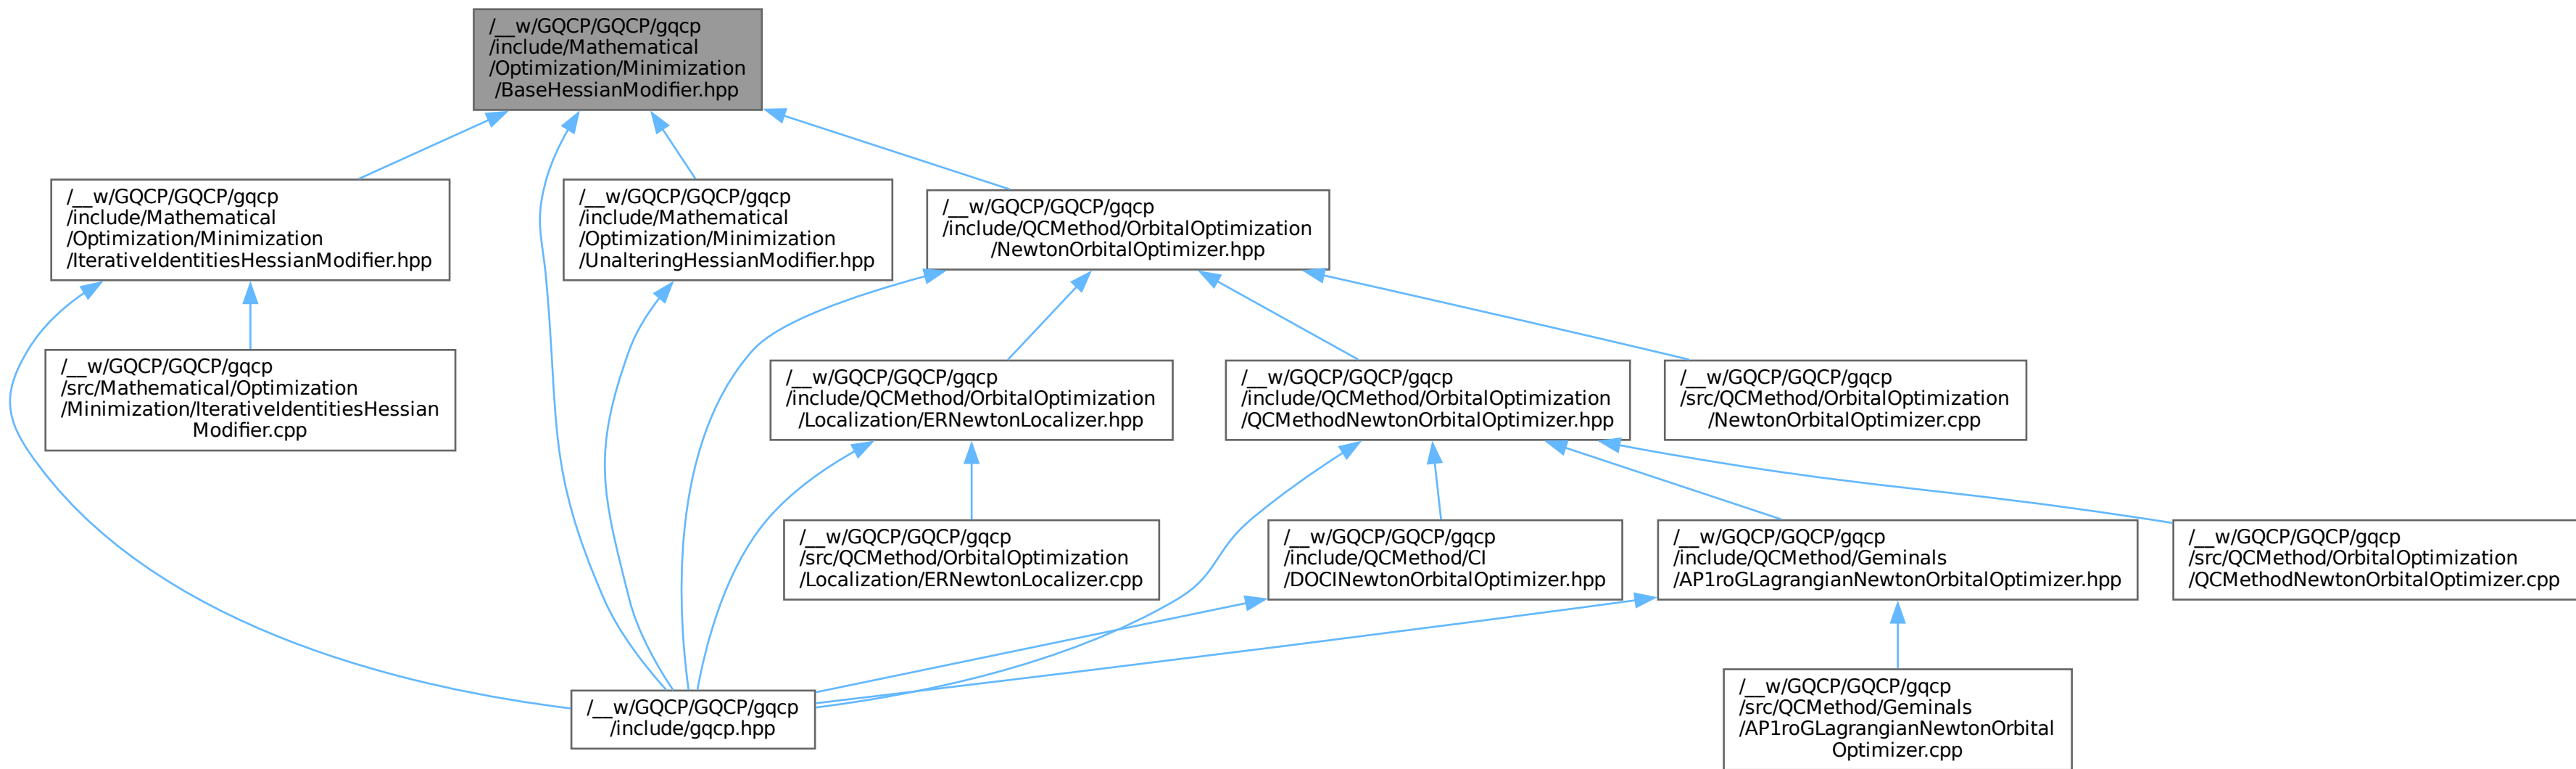 /__w/GQCP/GQCP/gqcp
/include/Mathematical
/Optimization/Minimization
/BaseHessianModifier.hpp
/__w/GQCP/GQCP/gqcp
/include/Mathematical
/Optimization/Minimization
/IterativeIdentitiesHessianModifier.hpp
/__w/GQCP/GQCP/gqcp
/include/Mathematical
/Optimization/Minimization
/UnalteringHessianModifier.hpp
/__w/GQCP/GQCP/gqcp
/include/QCMethod/OrbitalOptimization
/NewtonOrbitalOptimizer.hpp
/__w/GQCP/GQCP/gqcp
/src/Mathematical/Optimization
/Minimization/IterativeIdentitiesHessian
Modifier.cpp
/__w/GQCP/GQCP/gqcp
/include/QCMethod/OrbitalOptimization
/Localization/ERNewtonLocalizer.hpp
/__w/GQCP/GQCP/gqcp
/include/QCMethod/OrbitalOptimization
/QCMethodNewtonOrbitalOptimizer.hpp
/__w/GQCP/GQCP/gqcp
/src/QCMethod/OrbitalOptimization
/NewtonOrbitalOptimizer.cpp
/__w/GQCP/GQCP/gqcp
/src/QCMethod/OrbitalOptimization
/Localization/ERNewtonLocalizer.cpp
/__w/GQCP/GQCP/gqcp
/include/QCMethod/CI
/DOCINewtonOrbitalOptimizer.hpp
/__w/GQCP/GQCP/gqcp
/include/QCMethod/Geminals
/AP1roGLagrangianNewtonOrbitalOptimizer.hpp
/__w/GQCP/GQCP/gqcp
/src/QCMethod/OrbitalOptimization
/QCMethodNewtonOrbitalOptimizer.cpp
/__w/GQCP/GQCP/gqcp
/include/gqcp.hpp
/__w/GQCP/GQCP/gqcp
/src/QCMethod/Geminals
/AP1roGLagrangianNewtonOrbital
Optimizer.cpp